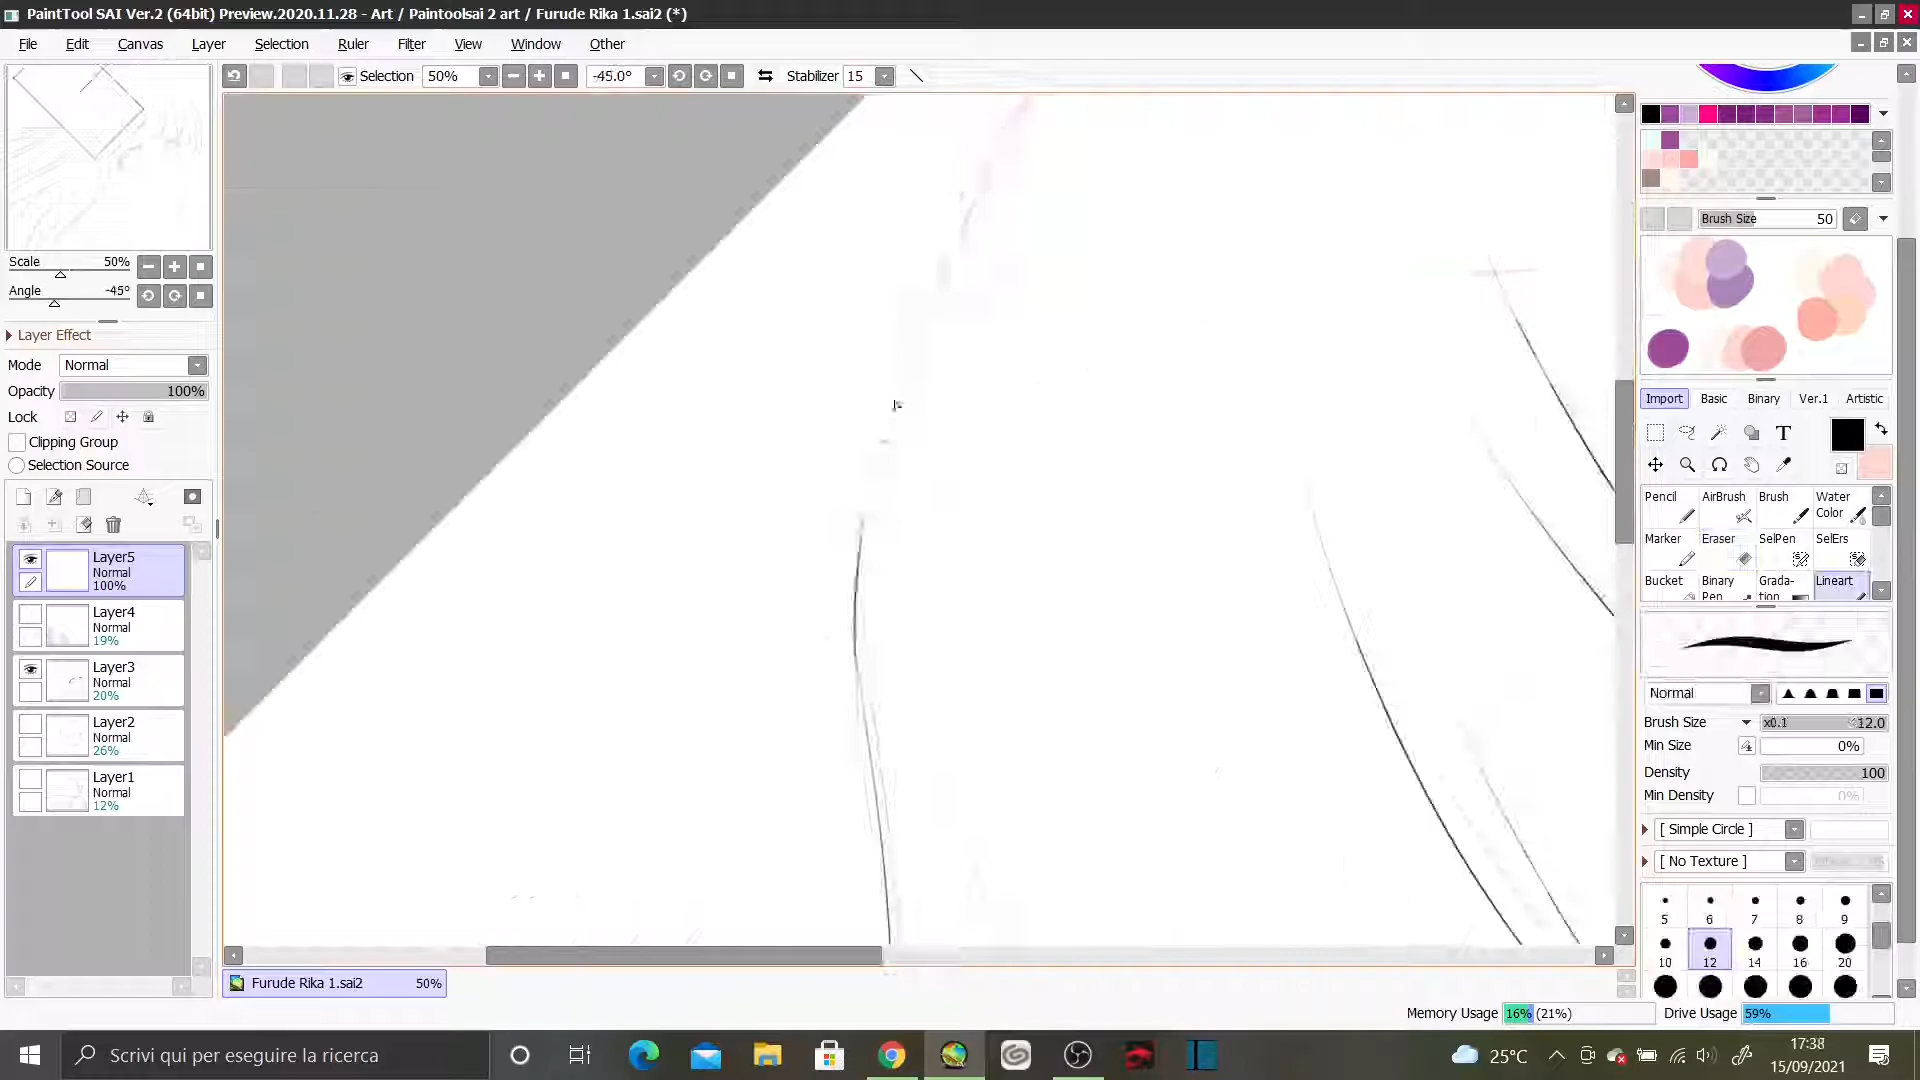 PaintTool SAI Ver.2 (64bit) Preview.2020.11.28 - Art / Paintoolsai 2 art / Furude Rika 1.sai2 (*)
File Edit Canvas Layer Selection Ruler Filter View Window Other
Selection 50% -45.0° Stabilizer 15
Scale 50%
Angle -45°
Layer Effect
Mode Normal
Opacity 100%
Lock
Clipping Group
Selection Source
Layer5
Normal
100%
Layer4
Normal
19%
Layer3
Normal
20%
Layer2
Normal
26%
Layer1
Normal
12%
Brush Size 50
Import Basic Binary Ver.1 Artistic
T
Pencil AirBrush Brush Water Color
Marker Eraser SelPen SelErs
Bucket Binary Pen Grada-tion Lineart
Normal
Brush Size x0.1 12.0
Min Size 0%
Density 100
Min Density 0%
[ Simple Circle ]
[ No Texture ]
5 6 7 8 9
10 12 14 16 20
Furude Rika 1.sai2 50%
Memory Usage 16% (21%) Drive Usage 59%
Scrivi qui per eseguire la ricerca
25°C
17:38
15/09/2021